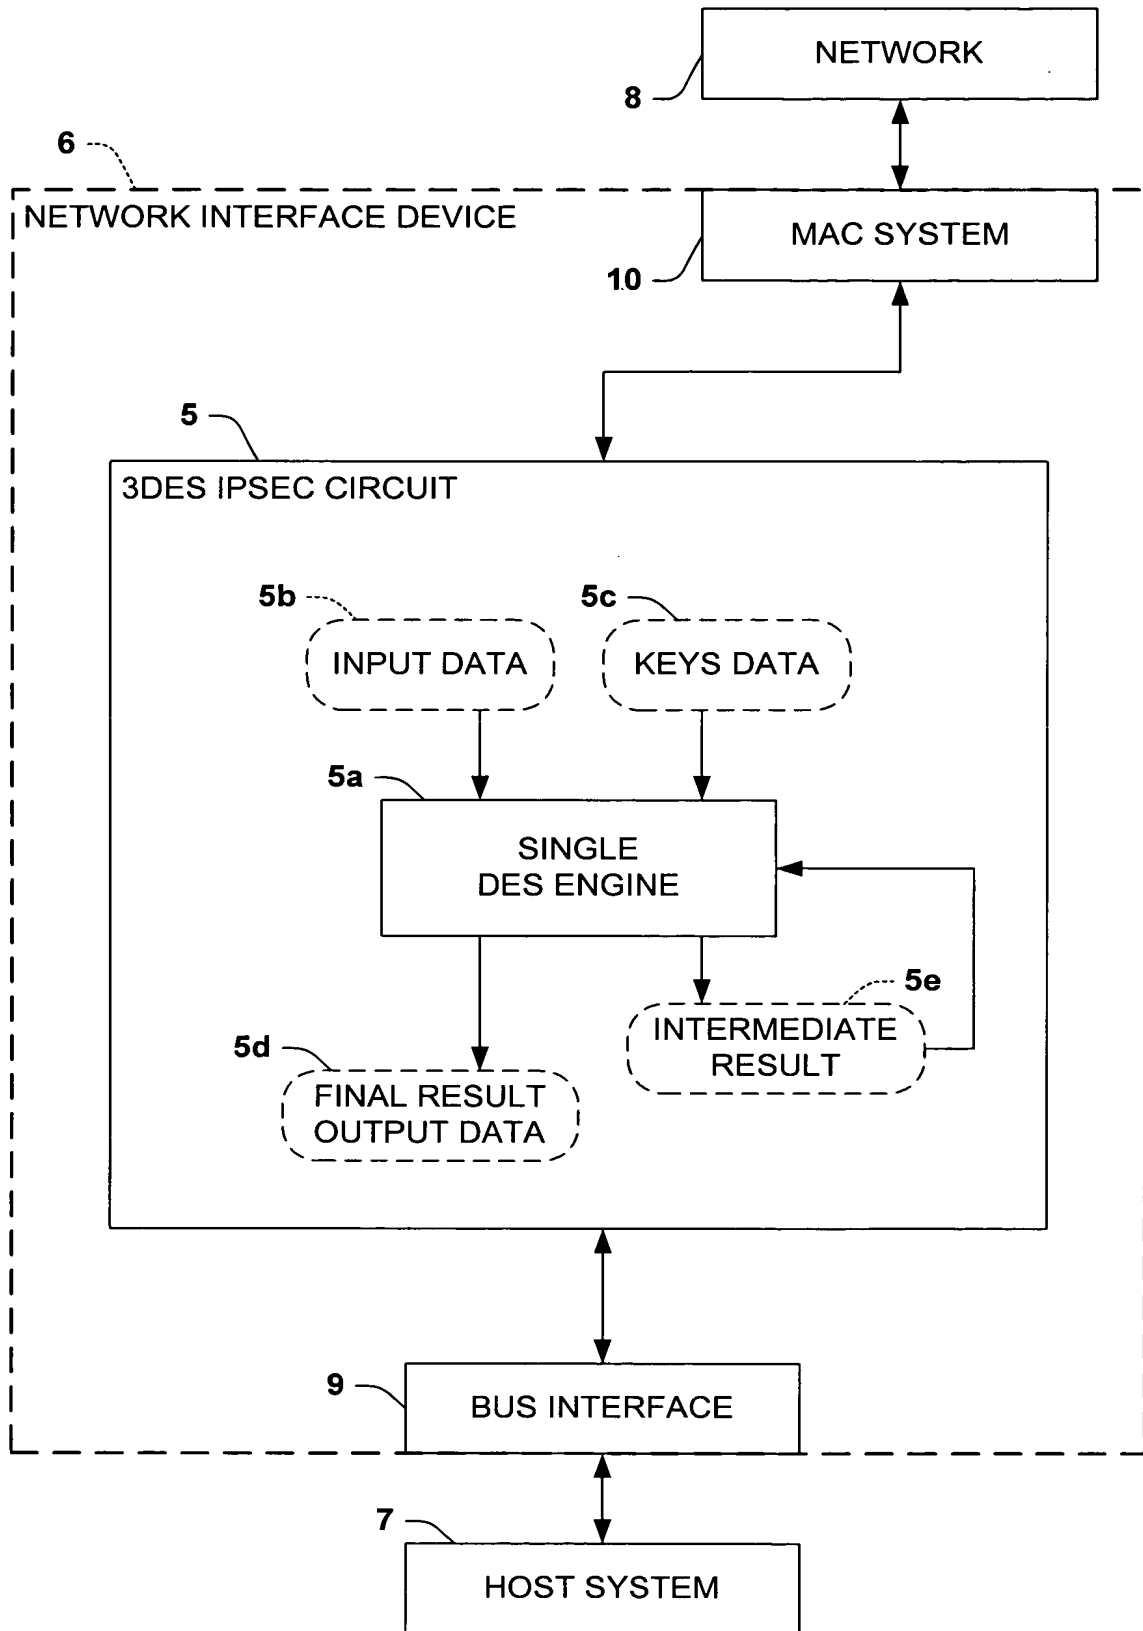 NETWORK
8
6
NETWORK INTERFACE DEVICE
MAC SYSTEM
10
5
3DES IPSEC CIRCUIT
5b
5c
INPUT DATA
KEYS DATA
5a
SINGLE
DES ENGINE
5e
INTERMEDIATE
RESULT
5d
FINAL RESULT
OUTPUT DATA
9
BUS INTERFACE
7
HOST SYSTEM